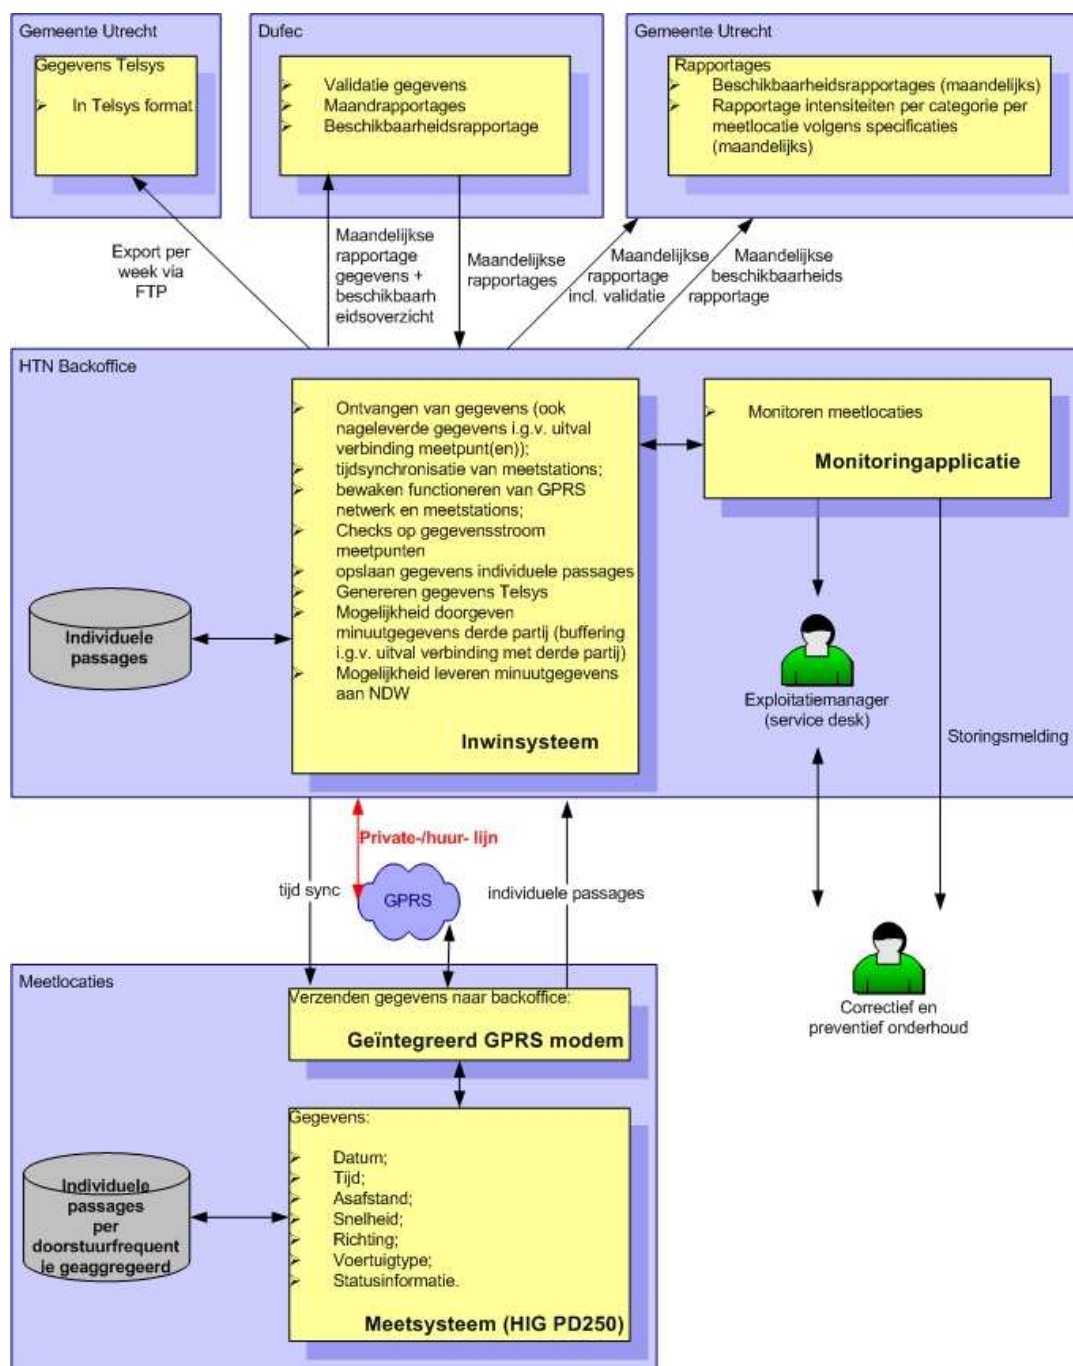 Gemeente Utrecht
Gegevens Telsys
In Telsys format
Dufec
Validatie gegevens
Maandrapportages
Beschikbaarheidsrapportage
Gemeente Utrecht
Rapportages
Beschikbaarheidsrapportages (maandelijks)
Rapportage intensiteiten per categorie per
meetlocatie volgens specificaties
(maandelijks)
Export per
week via
FTP
Maandelijkse
rapportage
gegevens +
beschikbaarh
eidsoverzicht
Maandelijkse
rapportages
Maandelijkse
rapportage
incl. validatie
Maandelijkse
beschikbaarheids
rapportage
HTN Backoffice
Ontvangen van gegevens (ook
nageleverde gegevens i.g.v. uitval
verbinding meetpunt(en));
tijdsynchronisatie van meetstations;
bewaken functioneren van GPRS
netwerk en meetstations;
Checks op gegevensstroom
meetpunten
opslaan gegevens individuele passages
Genereren gegevens Telsys
Mogelijkheid doorgeven
minuutgegevens derde partij (buffering
i.g.v. uitval verbinding met derde partij)
Mogelijkheid leveren minuutgegevens
aan NDW
Inwinsysteem
Monitoren meetlocaties
Monitoringapplicatie
Individuele
passages
Exploitatiemanager
(service desk)
Storingsmelding
Private-/huur- lijn
tijd sync
GPRS
individuele passages
Correctief en
preventief onderhoud
Meetlocaties
Verzenden gegevens naar backoffice:
Geïntegreerd GPRS modem
Gegevens:
Datum;
Tijd;
Asafstand;
Snelheid;
Richting;
Voertuigtype;
Statusinformatie.
Meetsysteem (HIG PD250)
Individuele
passages
per
doorstuurfrequent
ie geaggregeerd